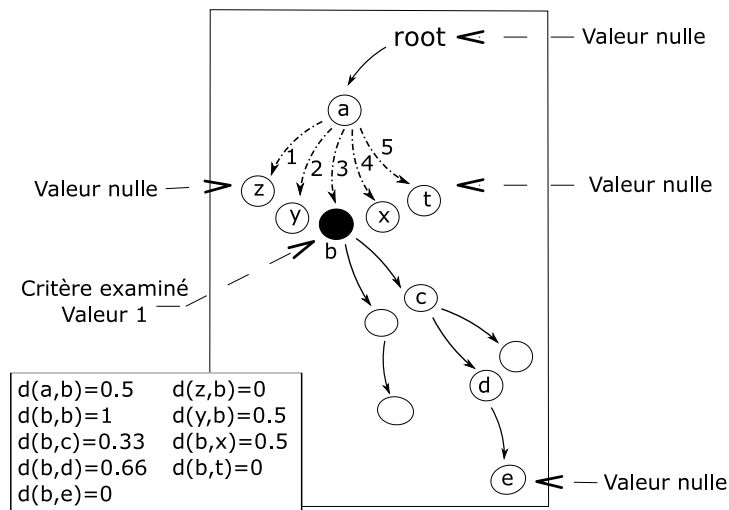 root
Valeur nulle
a
1
2
3
4
5
z
y
b
x
t
Valeur nulle
Valeur nulle
Critère examiné
Valeur 1
c
d
e
Valeur nulle
d(a,b)=0.5 d(z,b)=0
d(b,b)=1 d(y,b)=0.5
d(b,c)=0.33 d(b,x)=0.5
d(b,d)=0.66 d(b,t)=0
d(b,e)=0